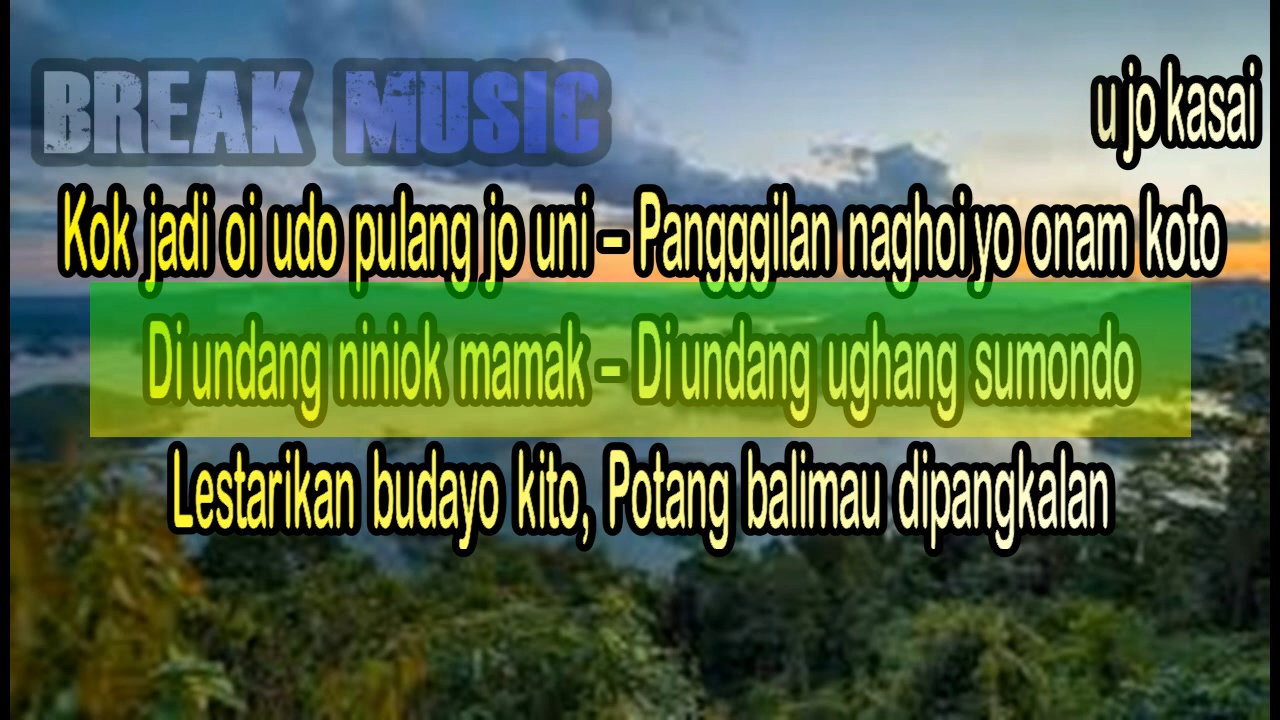 BREAK MUSIC
u jo kasai
Kok jadi oi udo pulang jo uni – Pangggilan naghoi yo onam koto
Di undang niniok mamak – Di undang ughang sumondo
Lestarikan budayo kito, Potang balimau dipangkalan